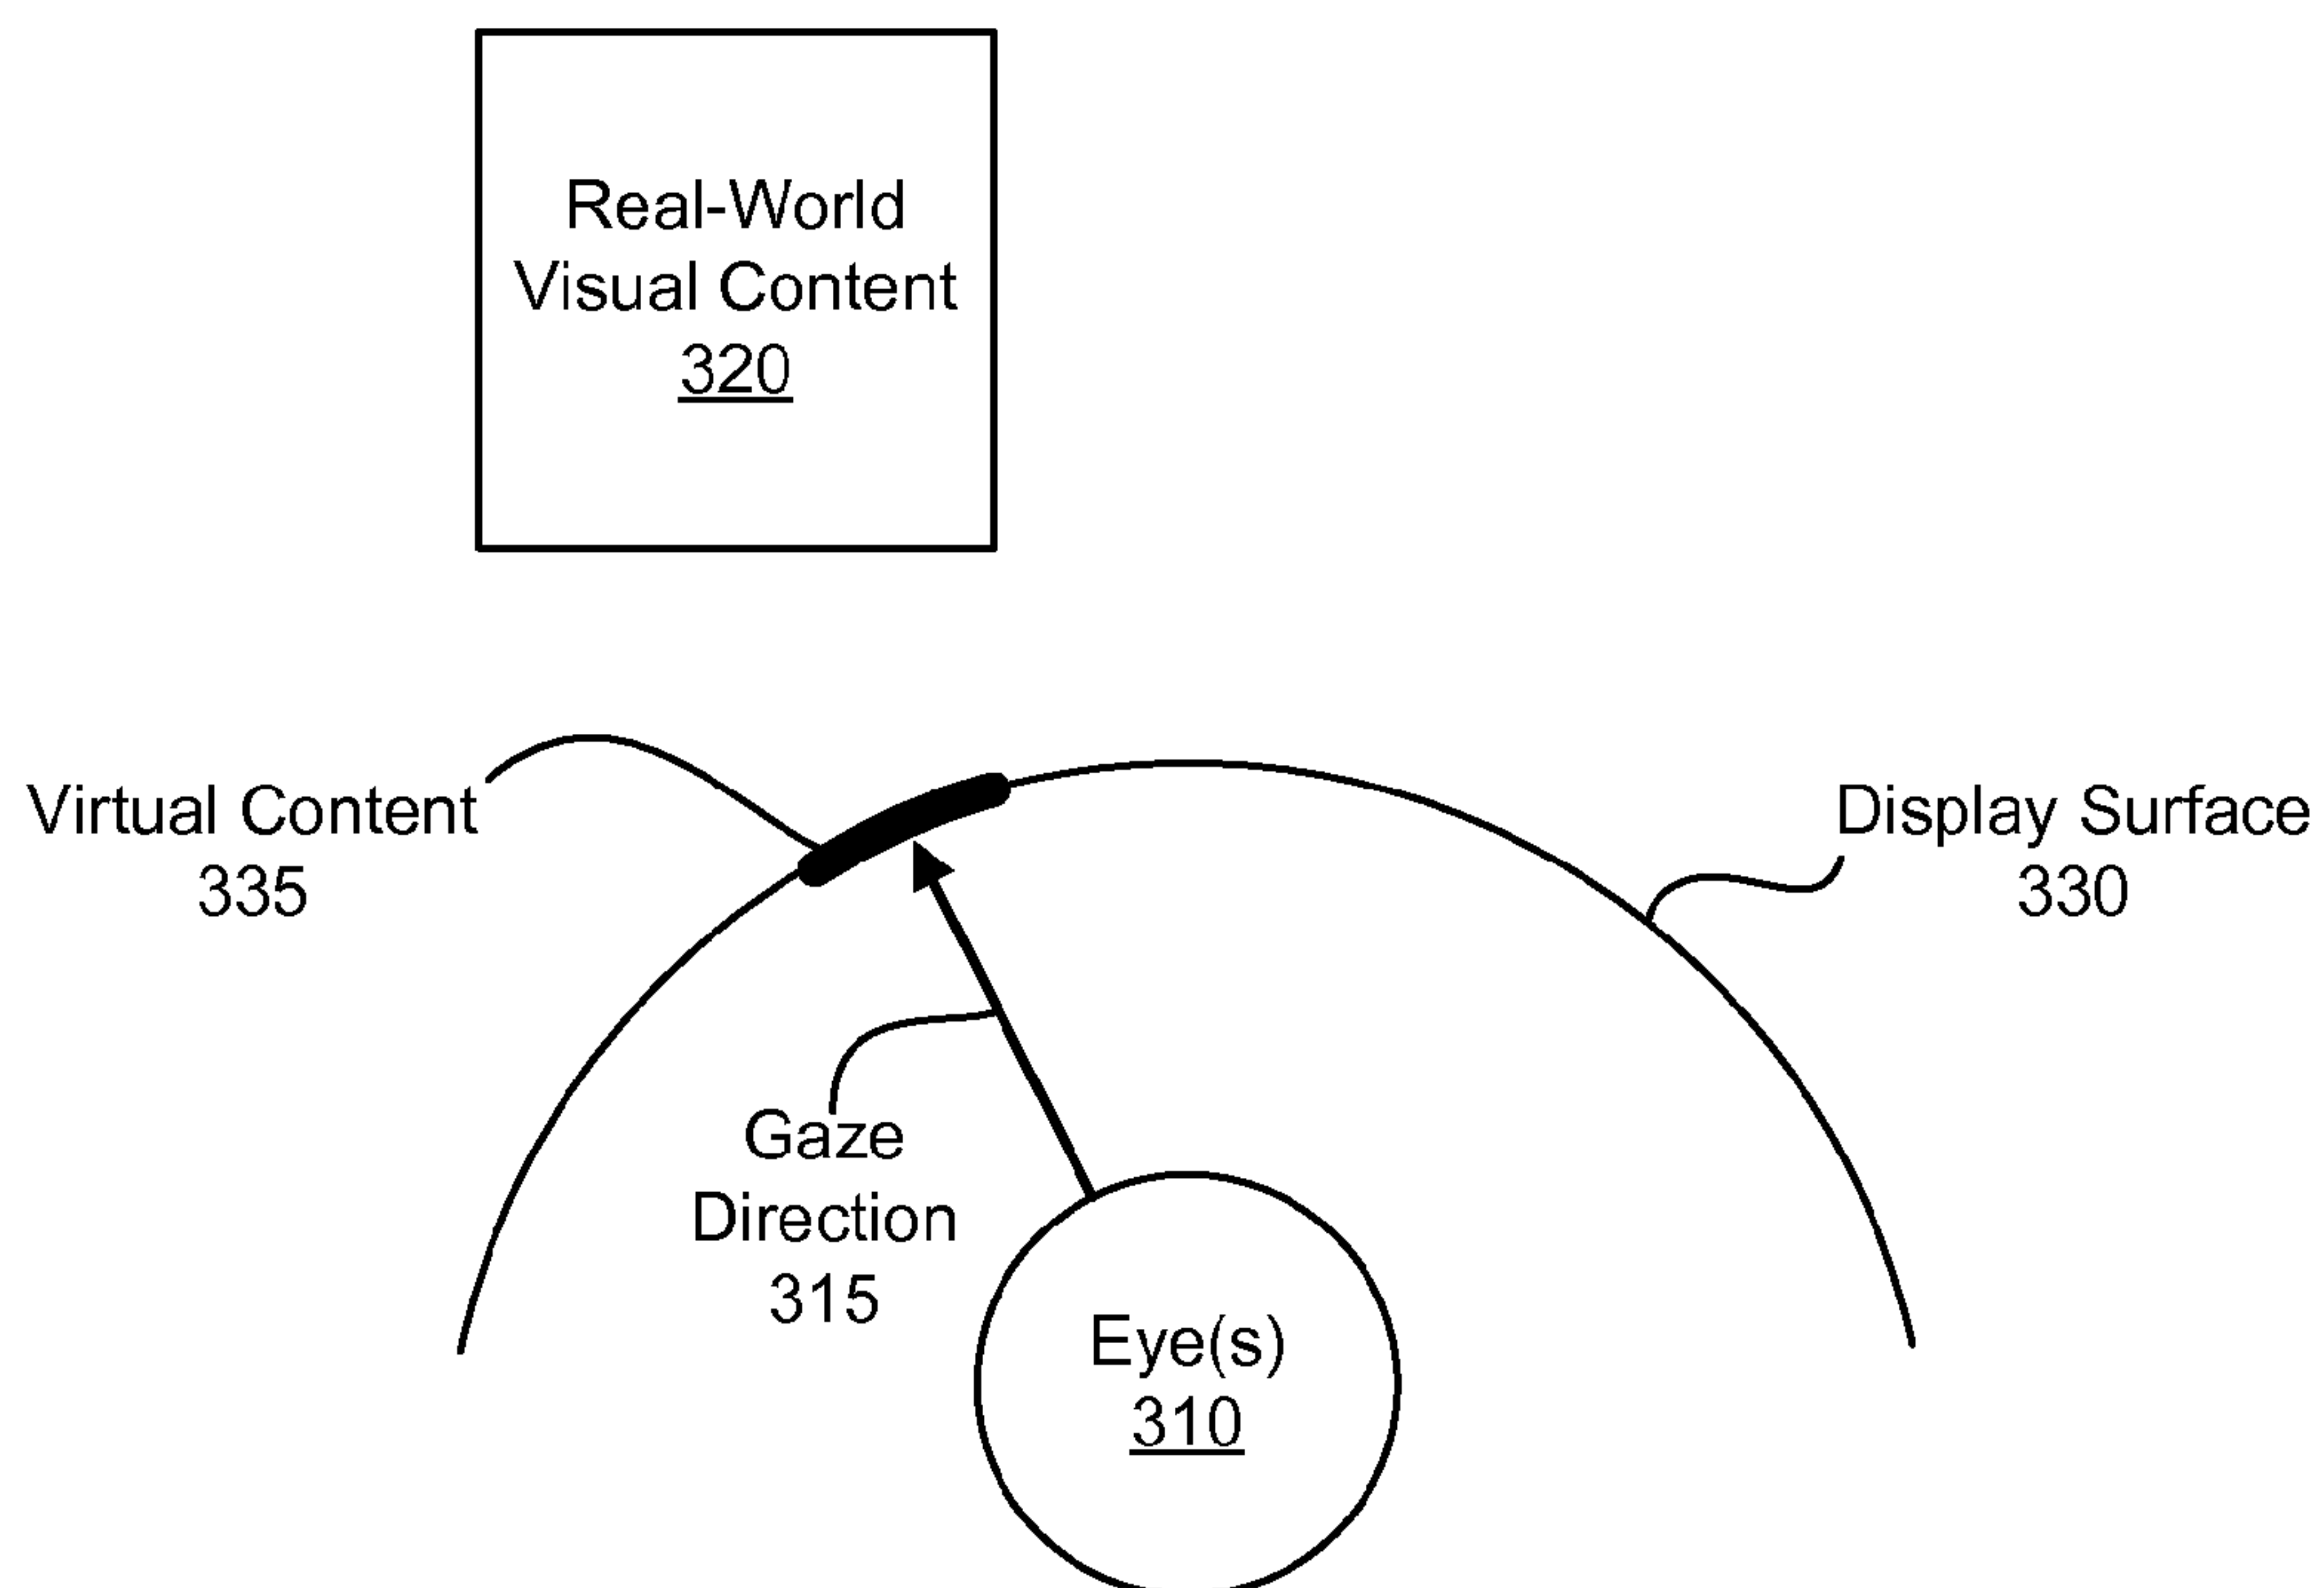 Real-World
Visual Content
320
Virtual Content
335
Display Surface
330
Gaze
Direction
315
Eye(s)
310